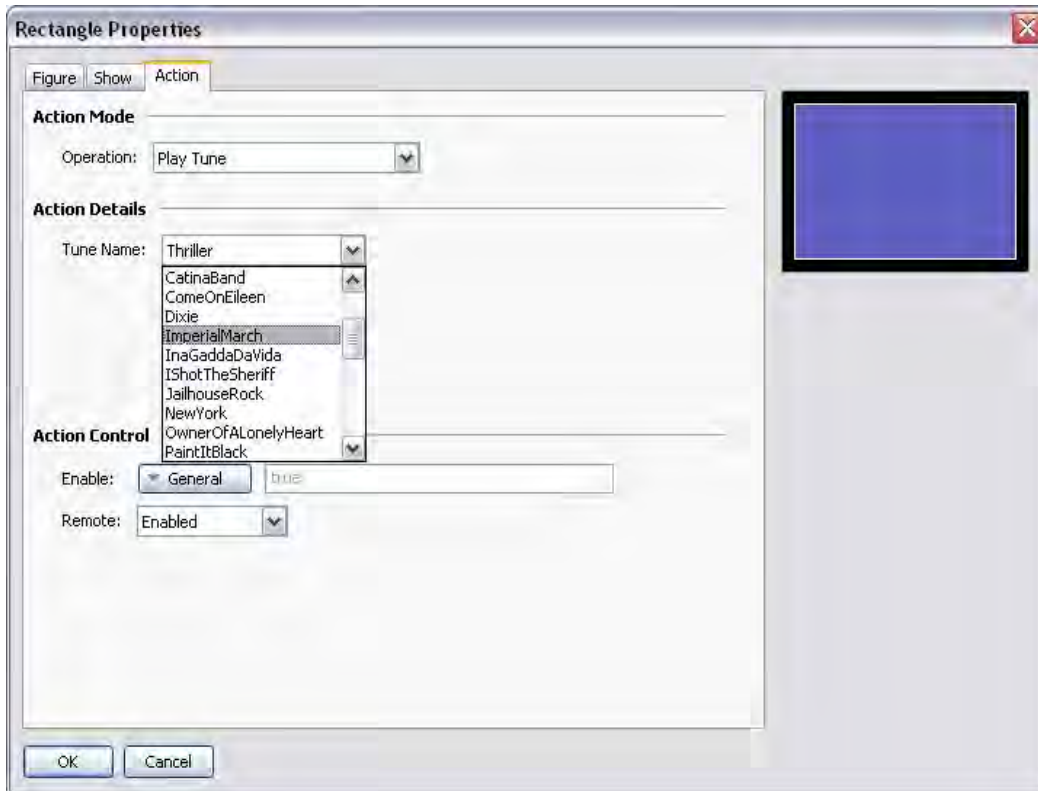 Rectangle Properties
Figure Show Action
Action Mode
Operation: Play Tune
Action Details
Tune Name: Thriller
CatinaBand
ComeOnEileen
Dixie
ImperialMarch
InaGaddaDaVida
IShotTheSheriff
JailhouseRock
NewYork
OwnerOfALonelyHeart
PaintItBlack
Action Control
Enable: General true
Remote: Enabled
OK Cancel